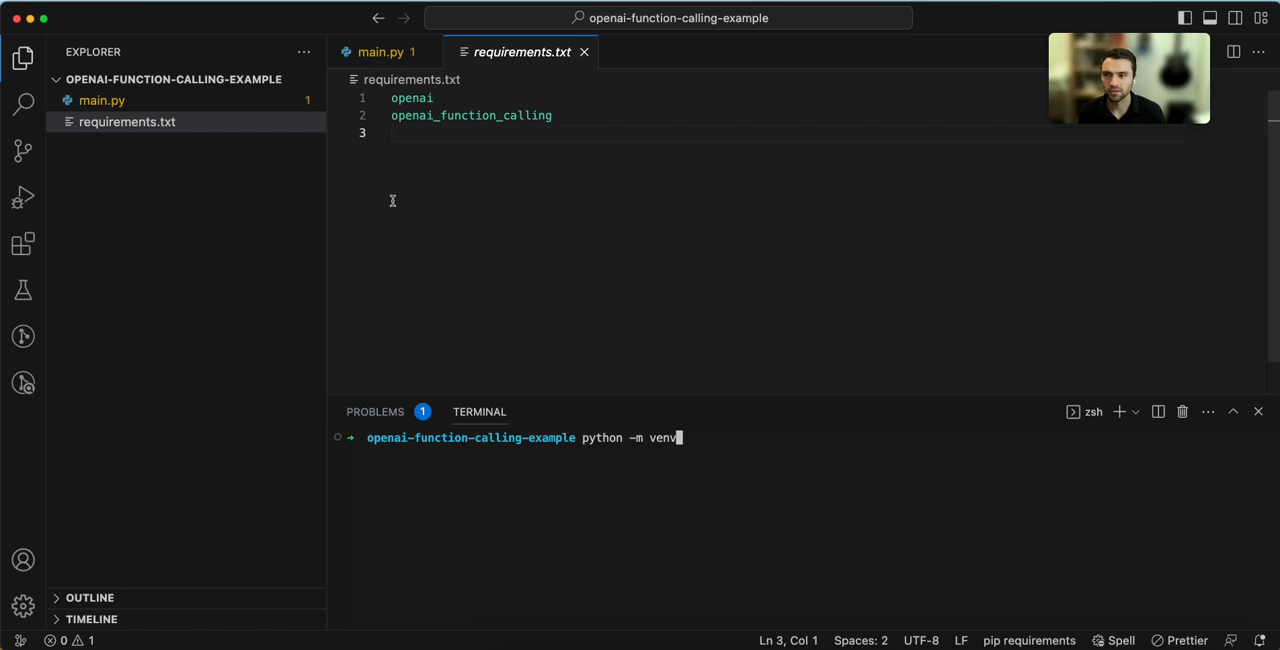 openai-function-calling-example
EXPLORER
main.py 1
requirements.txt
OPENAI-FUNCTION-CALLING-EXAMPLE
main.py 1
requirements.txt
requirements.txt
1 openai
2 openai_function_calling
3
PROBLEMS 1 TERMINAL
zsh
openai-function-calling-example python -m venv
OUTLINE
TIMELINE
0 1
Ln 3, Col 1 Spaces: 2 UTF-8 LF pip requirements Spell Prettier